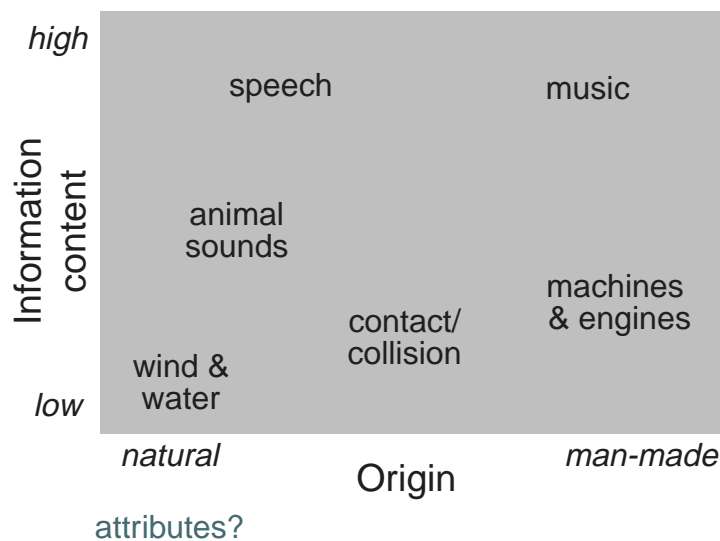 high
speech
music
Information
content
animal
sounds
machines
& engines
contact/
collision
wind &
water
low
natural
man-made
Origin
attributes?